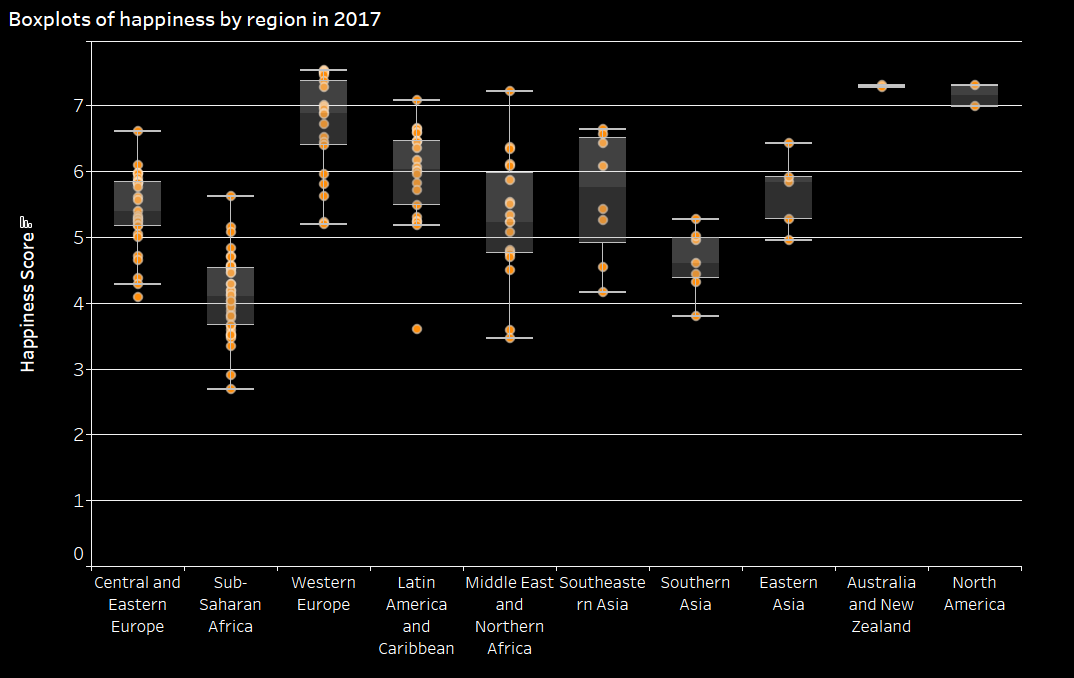 Boxplots of happiness by region in 2017
Happiness Score
7
6
5
4
3
2
1
0
Central and
Eastern
Europe
Sub-
Saharan
Africa
Western
Europe
Latin
America
and
Caribbean
Middle East
and
Northern
Africa
Southeaste
rn Asia
Southern
Asia
Eastern
Asia
Australia
and New
Zealand
North
America